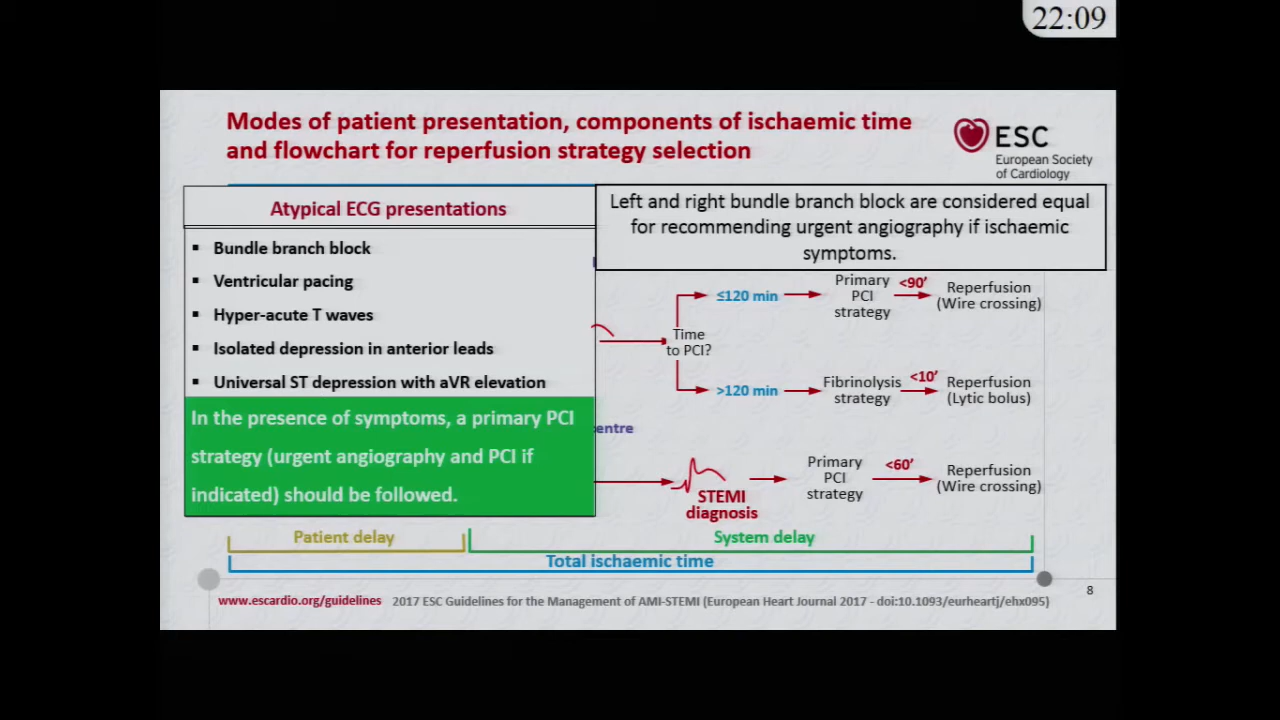 22:09
Modes of patient presentation, components of ischaemic time
and flowchart for reperfusion strategy selection
ESC
European Society
of Cardiology
Atypical ECG presentations
▪ Bundle branch block
▪ Ventricular pacing
▪ Hyper-acute T waves
▪ Isolated depression in anterior leads
▪ Universal ST depression with aVR elevation
In the presence of symptoms, a primary PCI
strategy (urgent angiography and PCI if
indicated) should be followed.
Left and right bundle branch block are considered equal
for recommending urgent angiography if ischaemic
symptoms.
Time
to PCI?
≤120 min
Primary
PCI
strategy
<90’
Reperfusion
(Wire crossing)
>120 min
Fibrinolysis
strategy
<10’
Reperfusion
(Lytic bolus)
entre
STEMI
diagnosis
Primary
PCI
strategy
<60’
Reperfusion
(Wire crossing)
Patient delay
System delay
Total ischaemic time
www.escardio.org/guidelines
2017 ESC Guidelines for the Management of AMI-STEMI (European Heart Journal 2017 - doi:10.1093/eurheartj/ehx095)
8